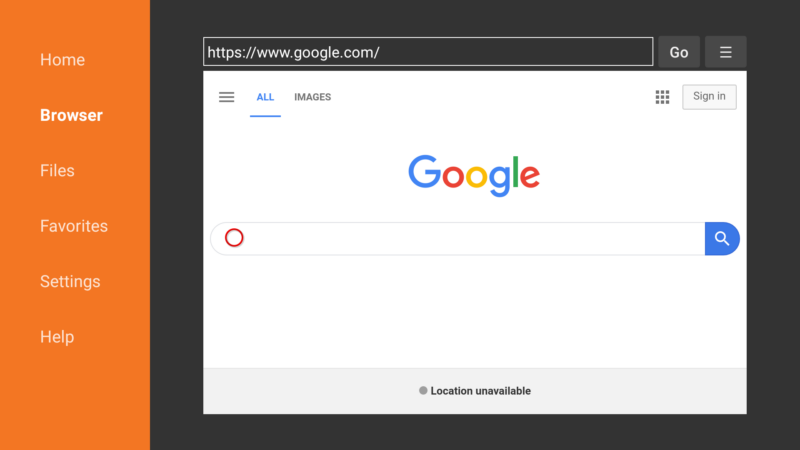 Home
Browser
Files
Favorites
Settings
Help
https://www.google.com/
Go
ALL IMAGES
Sign in
Google
Location unavailable